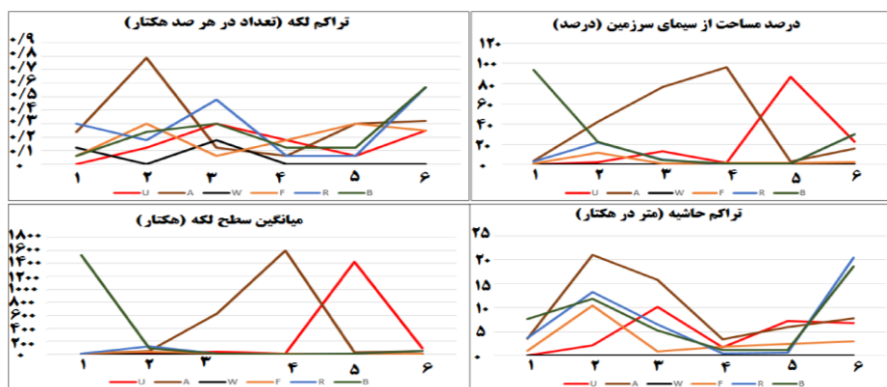 تراکم لکه (تعداد در هر صد هکتار)
۰/۹
۰/۸
۰/۷
۰/۶
۰/۵
۰/۴
۰/۳
۰/۲
۰/۱
۰
۱ ۲ ۳ ۴ ۵ ۶
U A W F R B
درصد مساحت از سیمای سرزمین (درصد)
۱۲۰
۱۰۰
۸۰
۶۰
۴۰
۲۰
۰
۱ ۲ ۳ ۴ ۵ ۶
U A W F R B
میانگین سطح لکه (هکتار)
۱۸۰۰
۱۶۰۰
۱۴۰۰
۱۲۰۰
۱۰۰۰
۸۰۰
۶۰۰
۴۰۰
۲۰۰
۰
۱ ۲ ۳ ۴ ۵ ۶
U A W F R B
تراکم حاشیه (متر در هکتار)
۲۵
۲۰
۱۵
۱۰
۵
۰
۱ ۲ ۳ ۴ ۵ ۶
U A W F R B